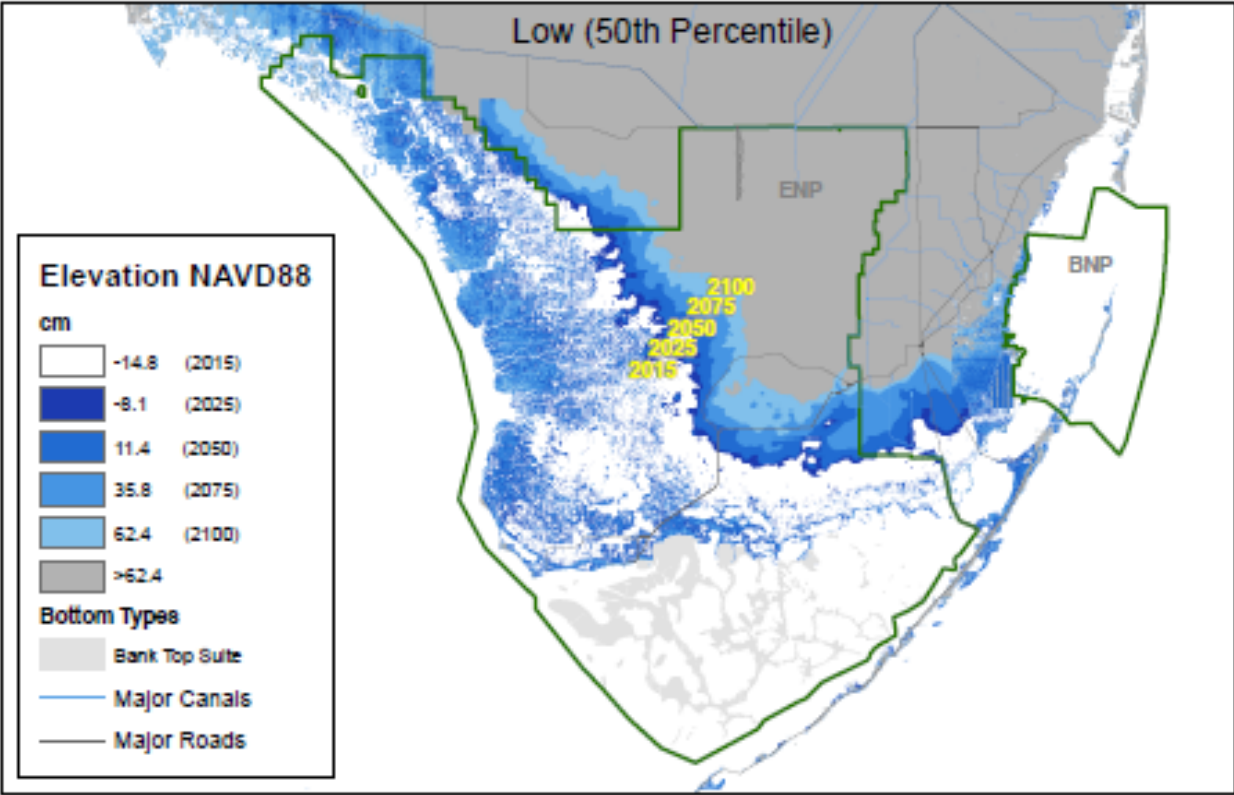 Low (50th Percentile)
ENP
BNP
2100
2075
2050
2025
2015
Elevation NAVD88
cm
-14.8 (2015)
-8.1 (2025)
11.4 (2050)
35.8 (2075)
62.4 (2100)
>62.4
Bottom Types
Bank Top Suite
Major Canals
Major Roads